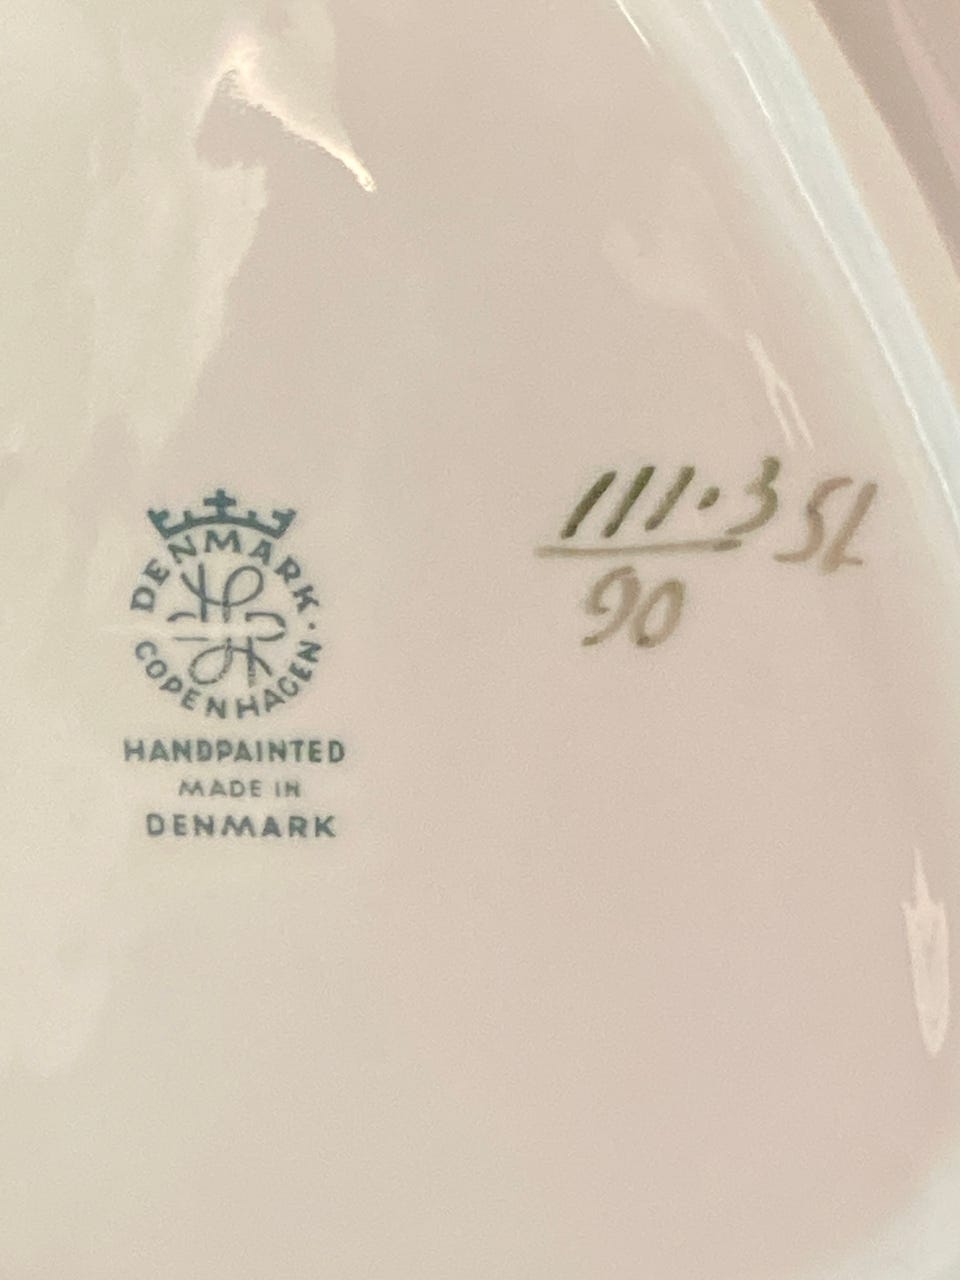 DENMARK · COPENHAGEN
HANDPAINTED
MADE IN
DENMARK
111.3 SL
90